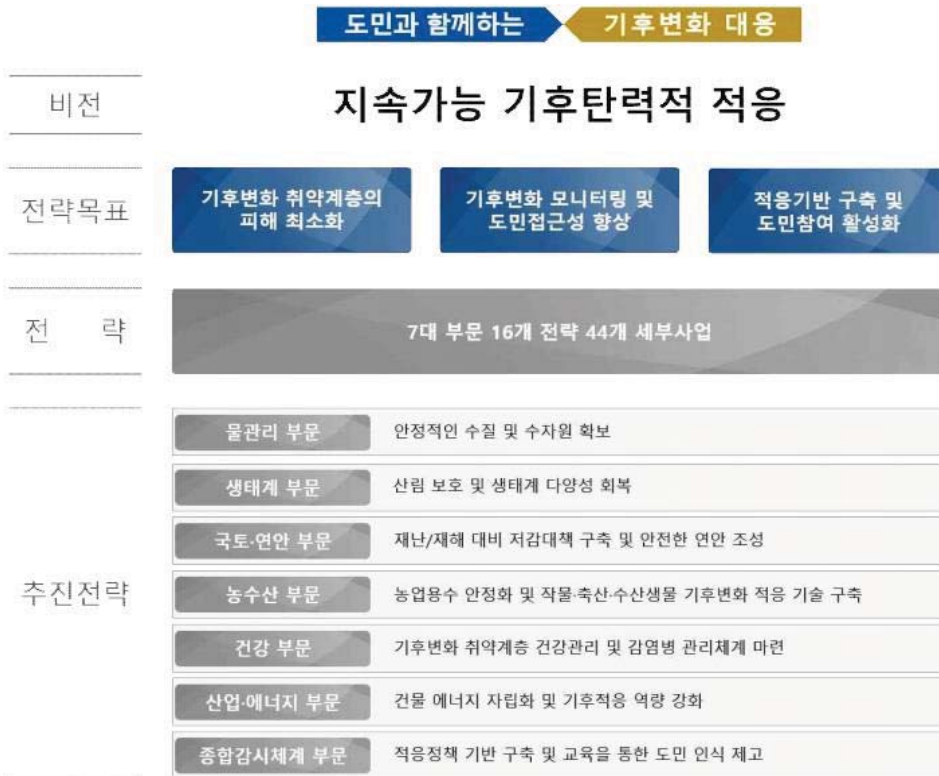 도민과 함께하는 기후변화 대응
비전
지속가능 기후탄력적 적응
전략목표
기후변화 취약계층의
피해 최소화
기후변화 모니터링 및
도민접근성 향상
적응기반 구축 및
도민참여 활성화
전 략
7대 부문 16개 전략 44개 세부사업
추진전략
물관리 부문 안정적인 수질 및 수자원 확보
생태계 부문 산림 보호 및 생태계 다양성 회복
국토·연안 부문 재난/재해 대비 저감대책 구축 및 안전한 연안 조성
농수산 부문 농업용수 안정화 및 작물·축산·수산생물 기후변화 적응 기술 구축
건강 부문 기후변화 취약계층 건강관리 및 감염병 관리체계 마련
산업·에너지 부문 건물 에너지 자립화 및 기후적응 역량 강화
종합감시체계 부문 적응정책 기반 구축 및 교육을 통한 도민 인식 제고